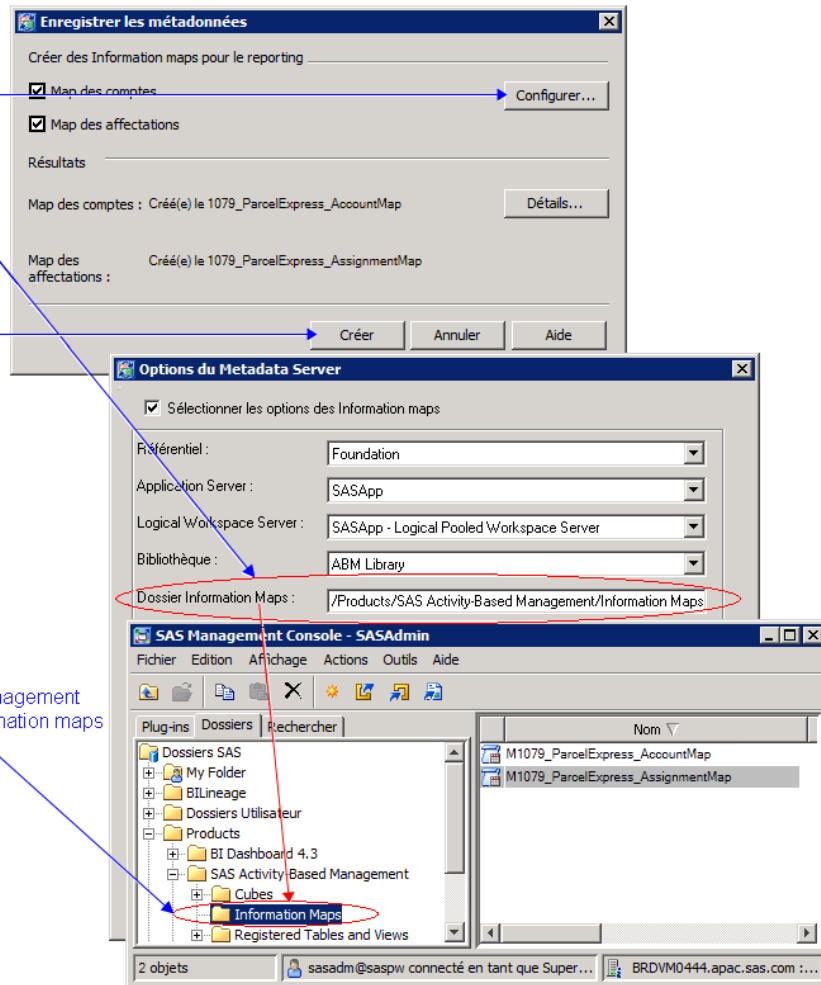 Enregistrer les métadonnées
Créer des Information maps pour le reporting
Map des comptes
Configurer...
Map des affectations
Résultats
Map des comptes : Créé(e) le 1079_ParcelExpress_AccountMap
Détails...
Map des affectations : Créé(e) le 1079_ParcelExpress_AssignmentMap
Créer Annuler Aide
Options du Metadata Server
Sélectionner les options des Information maps
Référentiel : Foundation
Application Server : SASApp
Logical Workspace Server : SASApp - Logical Pooled Workspace Server
Bibliothèque : ABM Library
Dossier Information Maps : /Products/SAS Activity-Based Management/Information Maps
SAS Management Console - SASAdmin
Fichier Edition Affichage Actions Outils Aide
nagement
mation maps
Plug-ins Dossiers Rechercher
Nom
Dossiers SAS
My Folder
BILineage
Dossiers Utilisateur
Products
BI Dashboard 4.3
SAS Activity-Based Management
Cubes
Information Maps
Registered Tables and Views
M1079_ParcelExpress_AccountMap
M1079_ParcelExpress_AssignmentMap
2 objets
sasadm@saspw connecté en tant que Super...
BRDVM0444.apac.sas.com :...